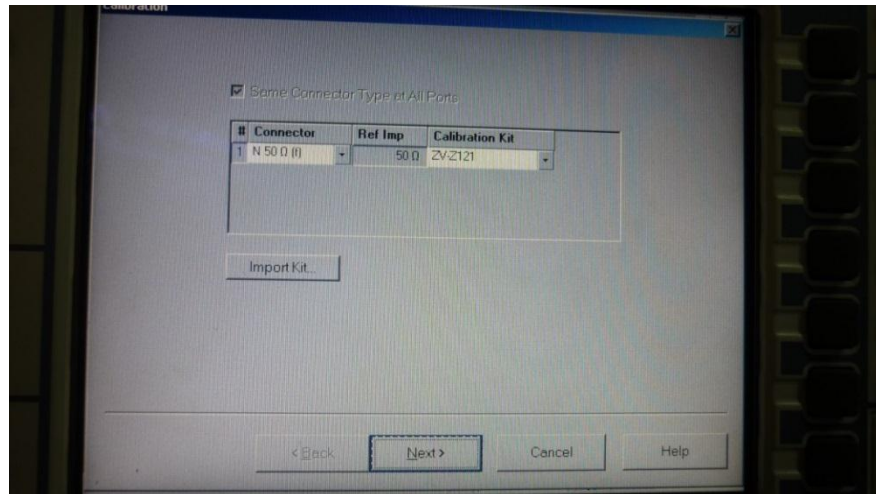 Calibration
Same Connector Type at All Ports
# Connector Ref Imp Calibration Kit
1 N 50 Ω (f) 50 Ω ZV-Z121
Import Kit...
< Back Next > Cancel Help